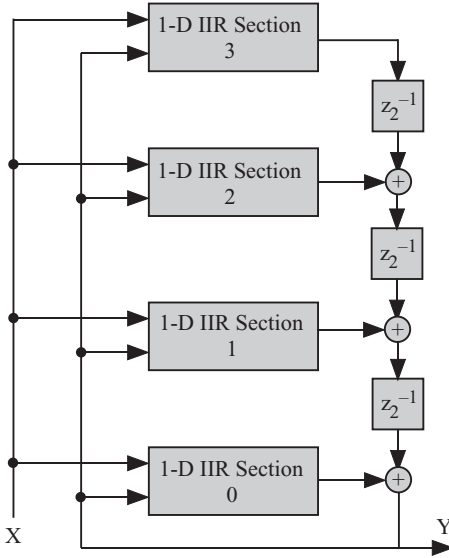 1-D IIR Section
3
z₂⁻¹
1-D IIR Section
2
+
z₂⁻¹
1-D IIR Section
1
+
z₂⁻¹
1-D IIR Section
0
+
X
Y